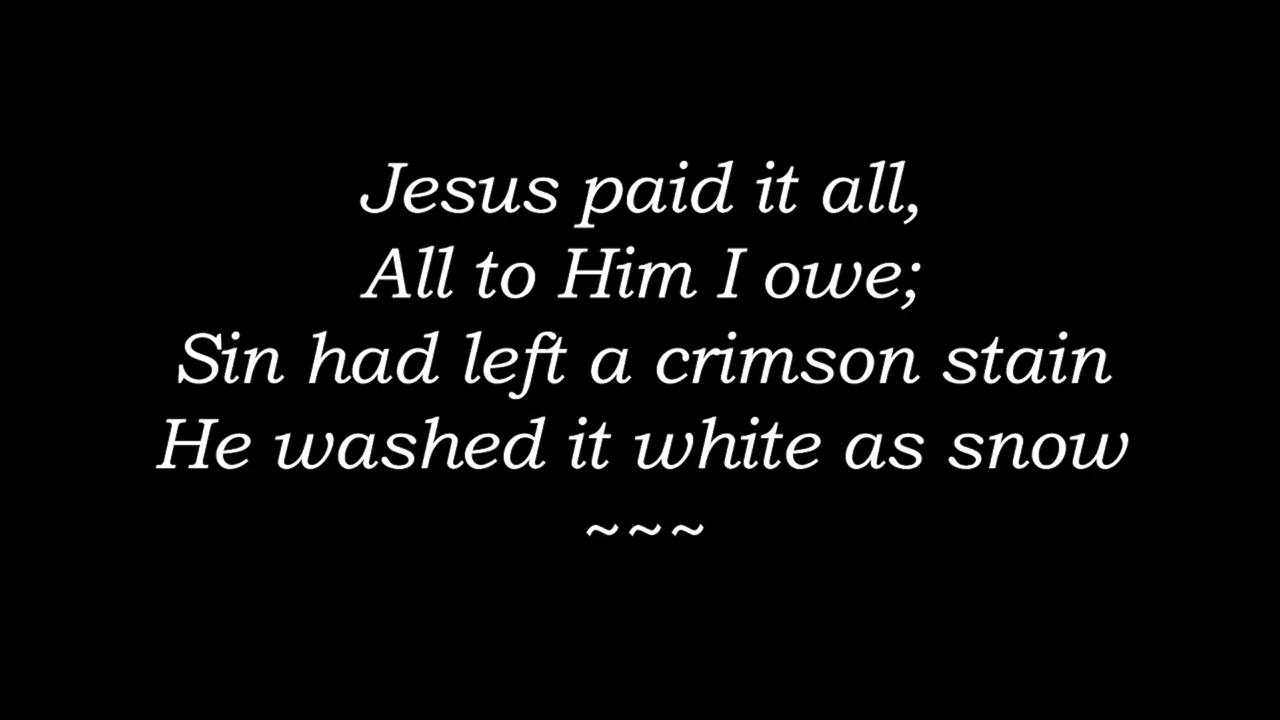 Jesus paid it all,
All to Him I owe;
Sin had left a crimson stain
He washed it white as snow
~~~